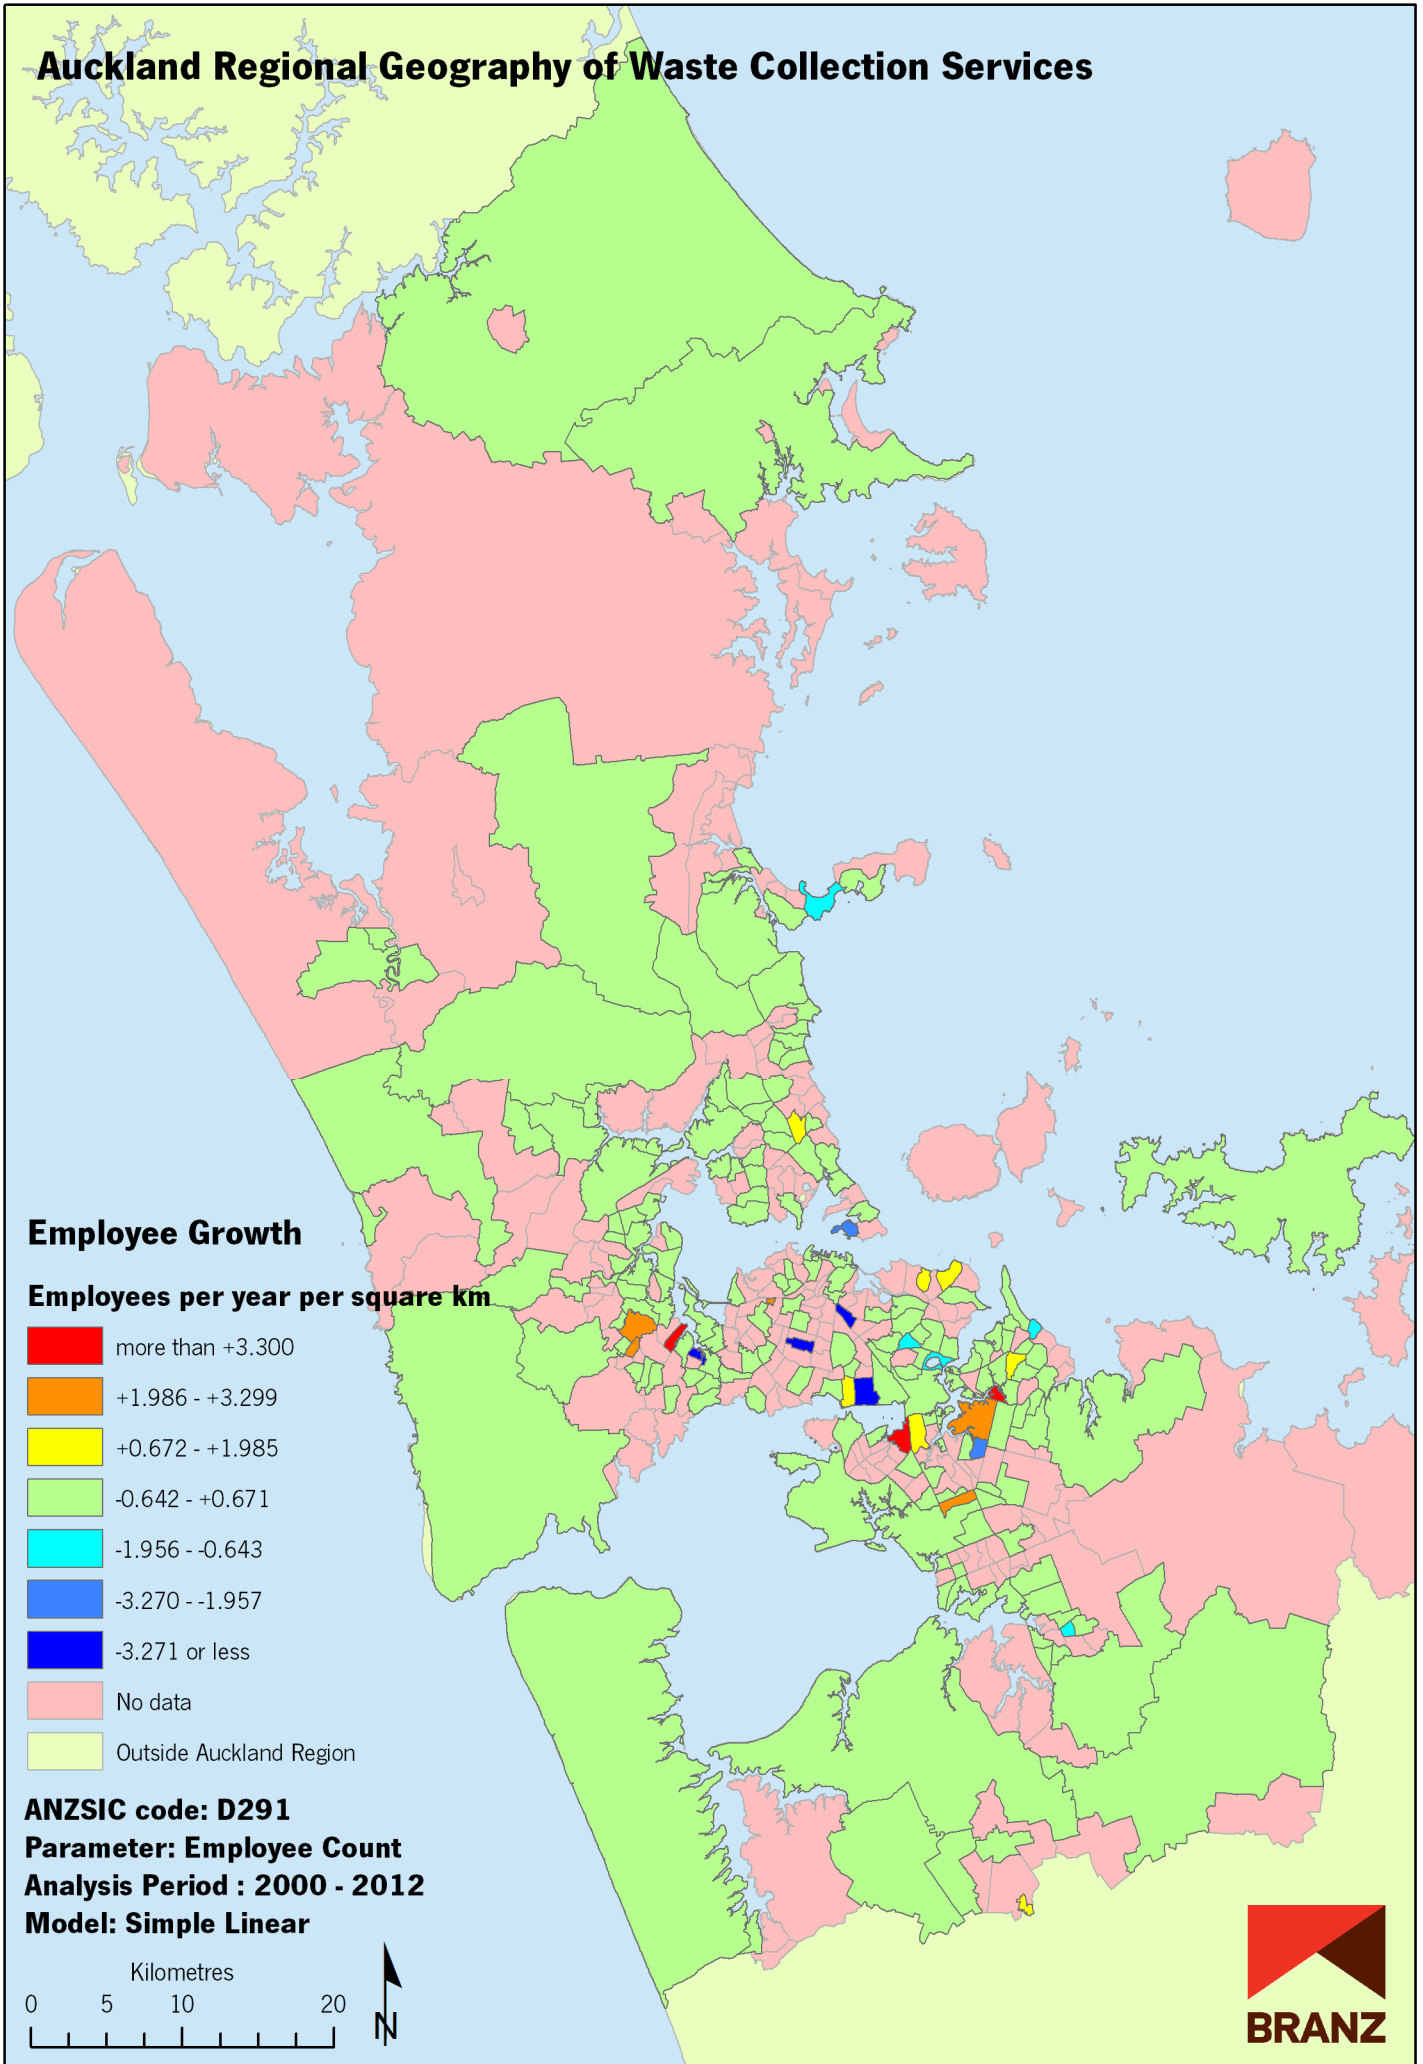 Auckland Regional Geography of Waste Collection Services
Employee Growth
Employees per year per square km
more than +3.300
+1.986 - +3.299
+0.672 - +1.985
-0.642 - +0.671
-1.956 - -0.643
-3.270 - -1.957
-3.271 or less
No data
Outside Auckland Region
ANZSIC code: D291
Parameter: Employee Count
Analysis Period : 2000 - 2012
Model: Simple Linear
Kilometres
0 5 10 20
N
BRANZ